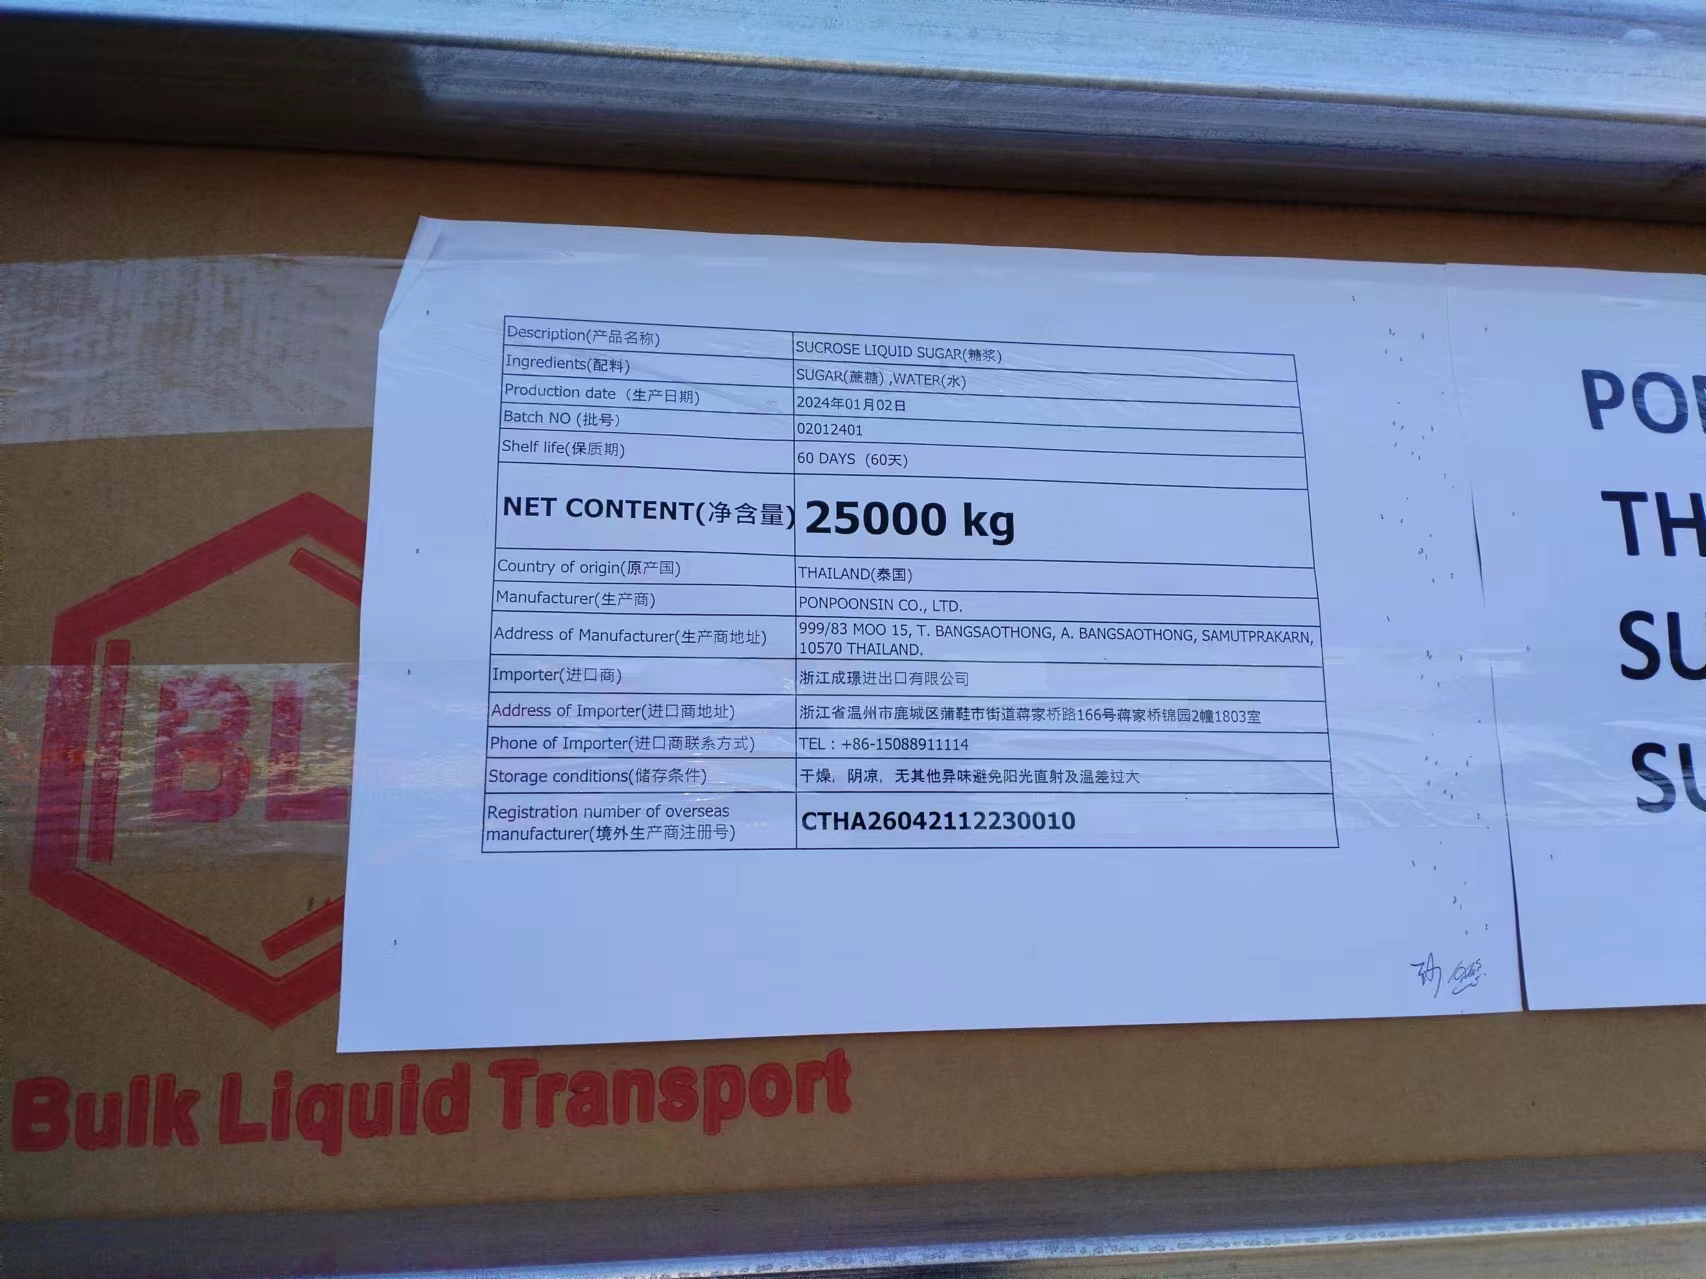 Description(产品名称) SUCROSE LIQUID SUGAR(糖浆)
Ingredients(配料) SUGAR(蔗糖) ,WATER(水)
Production date（生产日期) 2024年01月02日
Batch NO (批号） 02012401
Shelf life(保质期) 60 DAYS（60天）
NET CONTENT(净含量) 25000 kg
Country of origin(原产国) THAILAND(泰国)
Manufacturer(生产商) PONPOONSIN CO., LTD.
Address of Manufacturer(生产商地址) 999/83 MOO 15, T. BANGSAOTHONG, A. BANGSAOTHONG, SAMUTPRAKARN,
10570 THAILAND.
Importer(进口商) 浙江成璟进出口有限公司
Address of Importer(进口商地址) 浙江省温州市鹿城区蒲鞋市街道蒋家桥路166号蒋家桥锦园2幢1803室
Phone of Importer(进口商联系方式) TEL：+86-15088911114
Storage conditions(储存条件) 干燥，阴凉，无其他异味避免阳光直射及温差过大
Registration number of overseas
manufacturer(境外生产商注册号) CTHA26042112230010
TH
SU
SU
BL
Bulk Liquid Transport